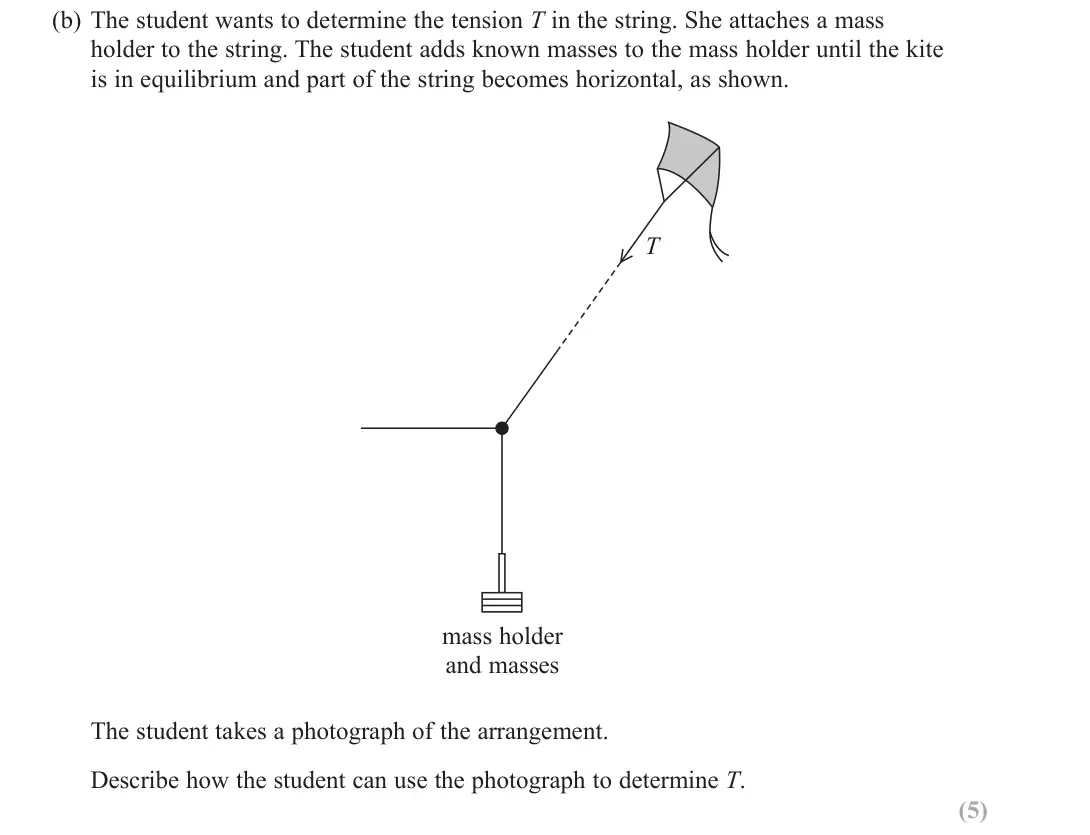 (b) The student wants to determine the tension T in the string. She attaches a mass
holder to the string. The student adds known masses to the mass holder until the kite
is in equilibrium and part of the string becomes horizontal, as shown.
T
mass holder
and masses
The student takes a photograph of the arrangement.
Describe how the student can use the photograph to determine T.
(5)